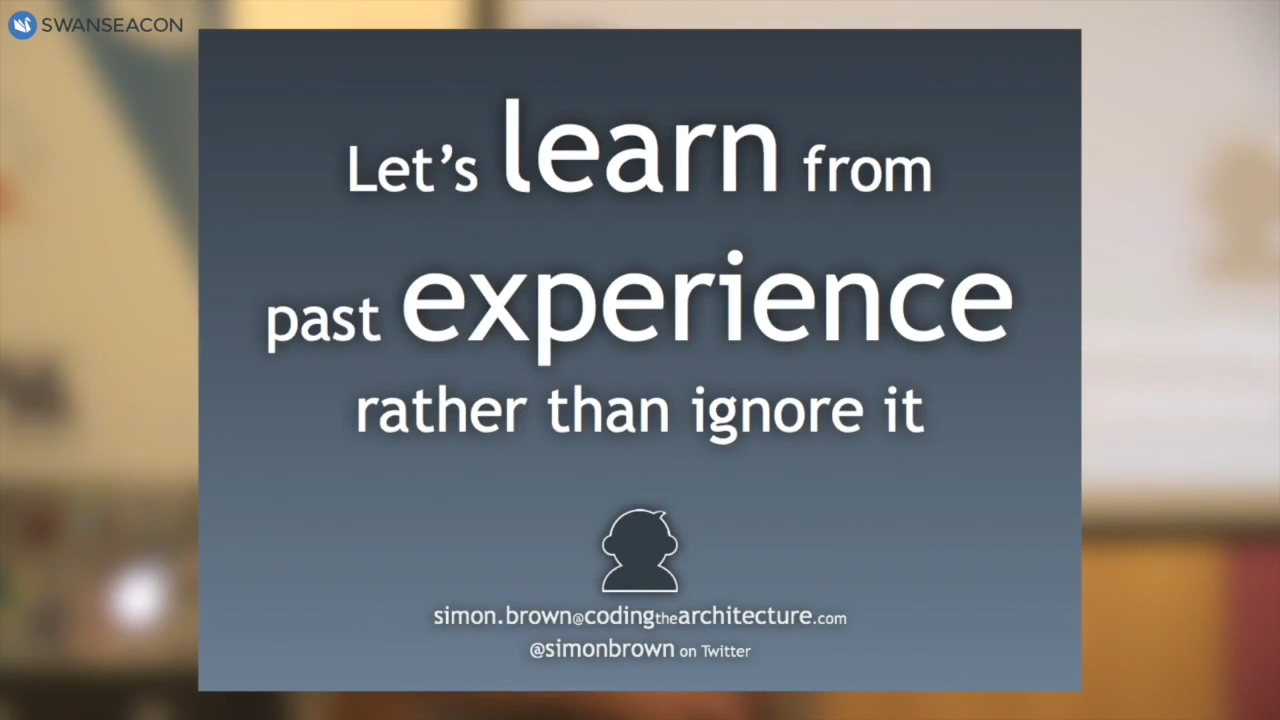 SWANSEACON
Let's learn from
past experience
rather than ignore it
simon.brown@codingthearchitecture.com
@simonbrown on Twitter